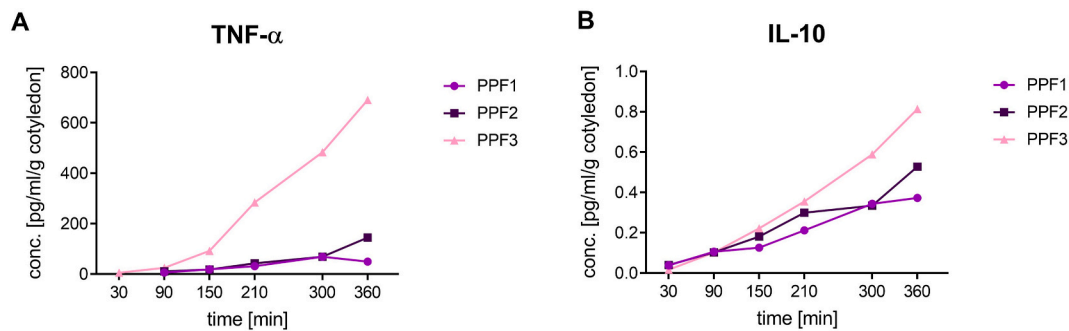 A
TNF-α
conc. [pg/ml/g cotyledon]
800
600
400
200
0
30 90 150 210 300 360
time [min]
PPF1
PPF2
PPF3
B
IL-10
conc. [pg/ml/g cotyledon]
1.0
0.8
0.6
0.4
0.2
0.0
30 90 150 210 300 360
time [min]
PPF1
PPF2
PPF3